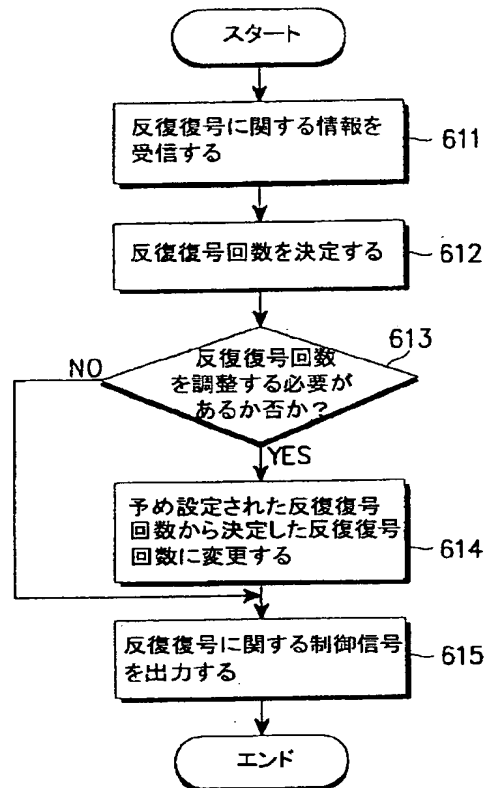 スタート
反復復号に関する情報を
受信する
611
反復復号回数を決定する
612
613
反復復号回数
を調整する必要が
あるか否か？
NO
YES
予め設定された反復復号
回数から決定した反復復号
回数に変更する
614
反復復号に関する制御信号
を出力する
615
エンド